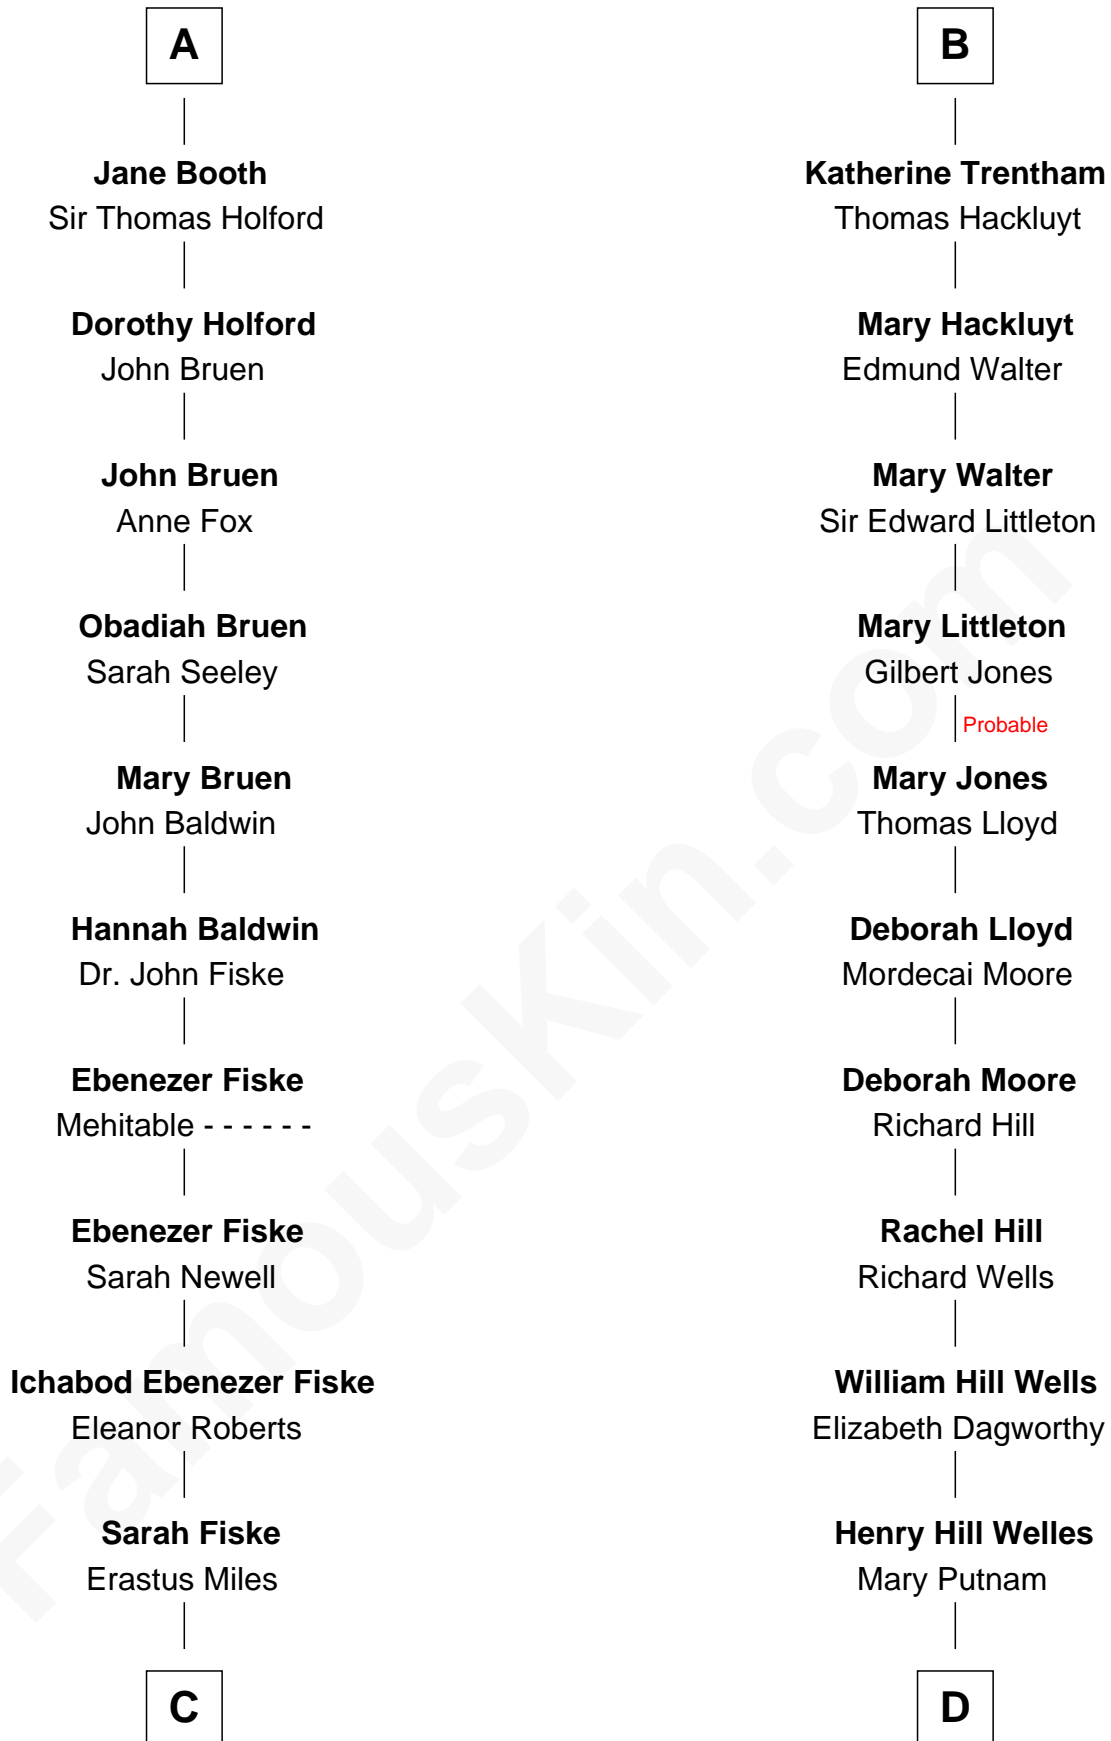 A
Jane Booth
Sir Thomas Holford
Dorothy Holford
John Bruen
John Bruen
Anne Fox
Obadiah Bruen
Sarah Seeley
Mary Bruen
John Baldwin
Hannah Baldwin
Dr. John Fiske
Ebenezer Fiske
Mehitable - - - - - -
Ebenezer Fiske
Sarah Newell
Ichabod Ebenezer Fiske
Eleanor Roberts
Sarah Fiske
Erastus Miles
C
B
Katherine Trentham
Thomas Hackluyt
Mary Hackluyt
Edmund Walter
Mary Walter
Sir Edward Littleton
Mary Littleton
Gilbert Jones
Probable
Mary Jones
Thomas Lloyd
Deborah Lloyd
Mordecai Moore
Deborah Moore
Richard Hill
Rachel Hill
Richard Wells
William Hill Wells
Elizabeth Dagworthy
Henry Hill Welles
Mary Putnam
D
FamousKin.com